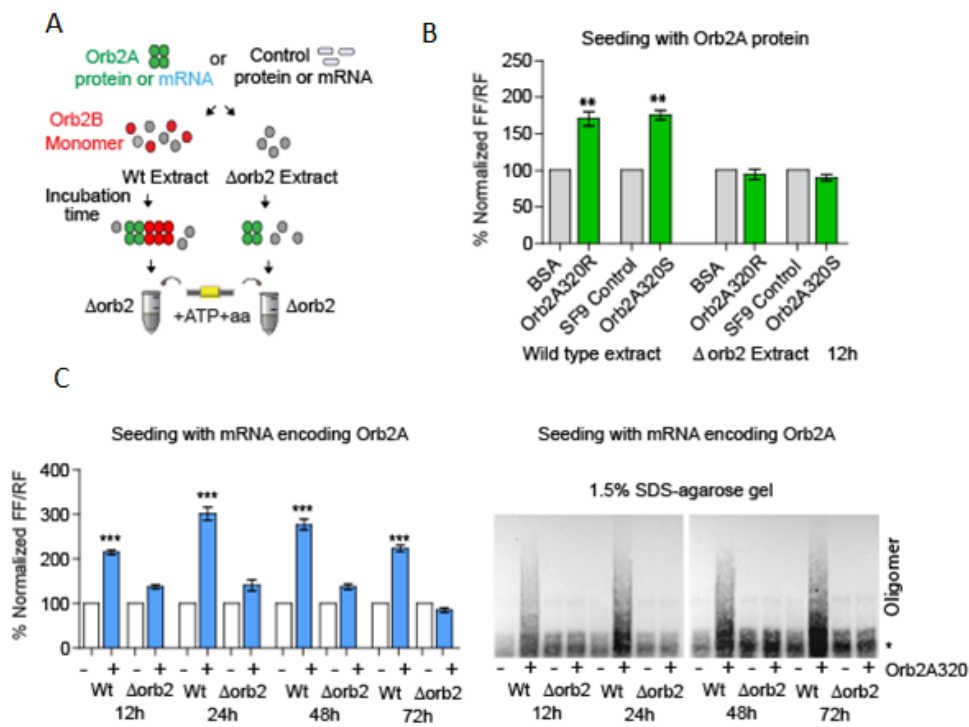 A
Orb2A or Control
protein or mRNA protein or mRNA
Orb2B
Monomer
Wt Extract Δorb2 Extract
Incubation
time
Δorb2 +ATP+aa Δorb2
B
Seeding with Orb2A protein
% Normalized FF/RF
250
200
150
100
50
0
BSA Orb2A320R SF9 Control Orb2A320S BSA Orb2A320R SF9 Control Orb2A320S
** **
Wild type extract Δ orb2 Extract 12h
C
Seeding with mRNA encoding Orb2A
% Normalized FF/RF
400
300
200
100
0
*** *** *** ***
- + - + - + - + - + - + - + - +
Wt Δorb2 Wt Δorb2 Wt Δorb2 Wt Δorb2
12h 24h 48h 72h
Seeding with mRNA encoding Orb2A
1.5% SDS-agarose gel
Oligomer
*
- + - + - + - + - + - + - + - + Orb2A320
Wt Δorb2 Wt Δorb2 Wt Δorb2 Wt Δorb2
12h 24h 48h 72h